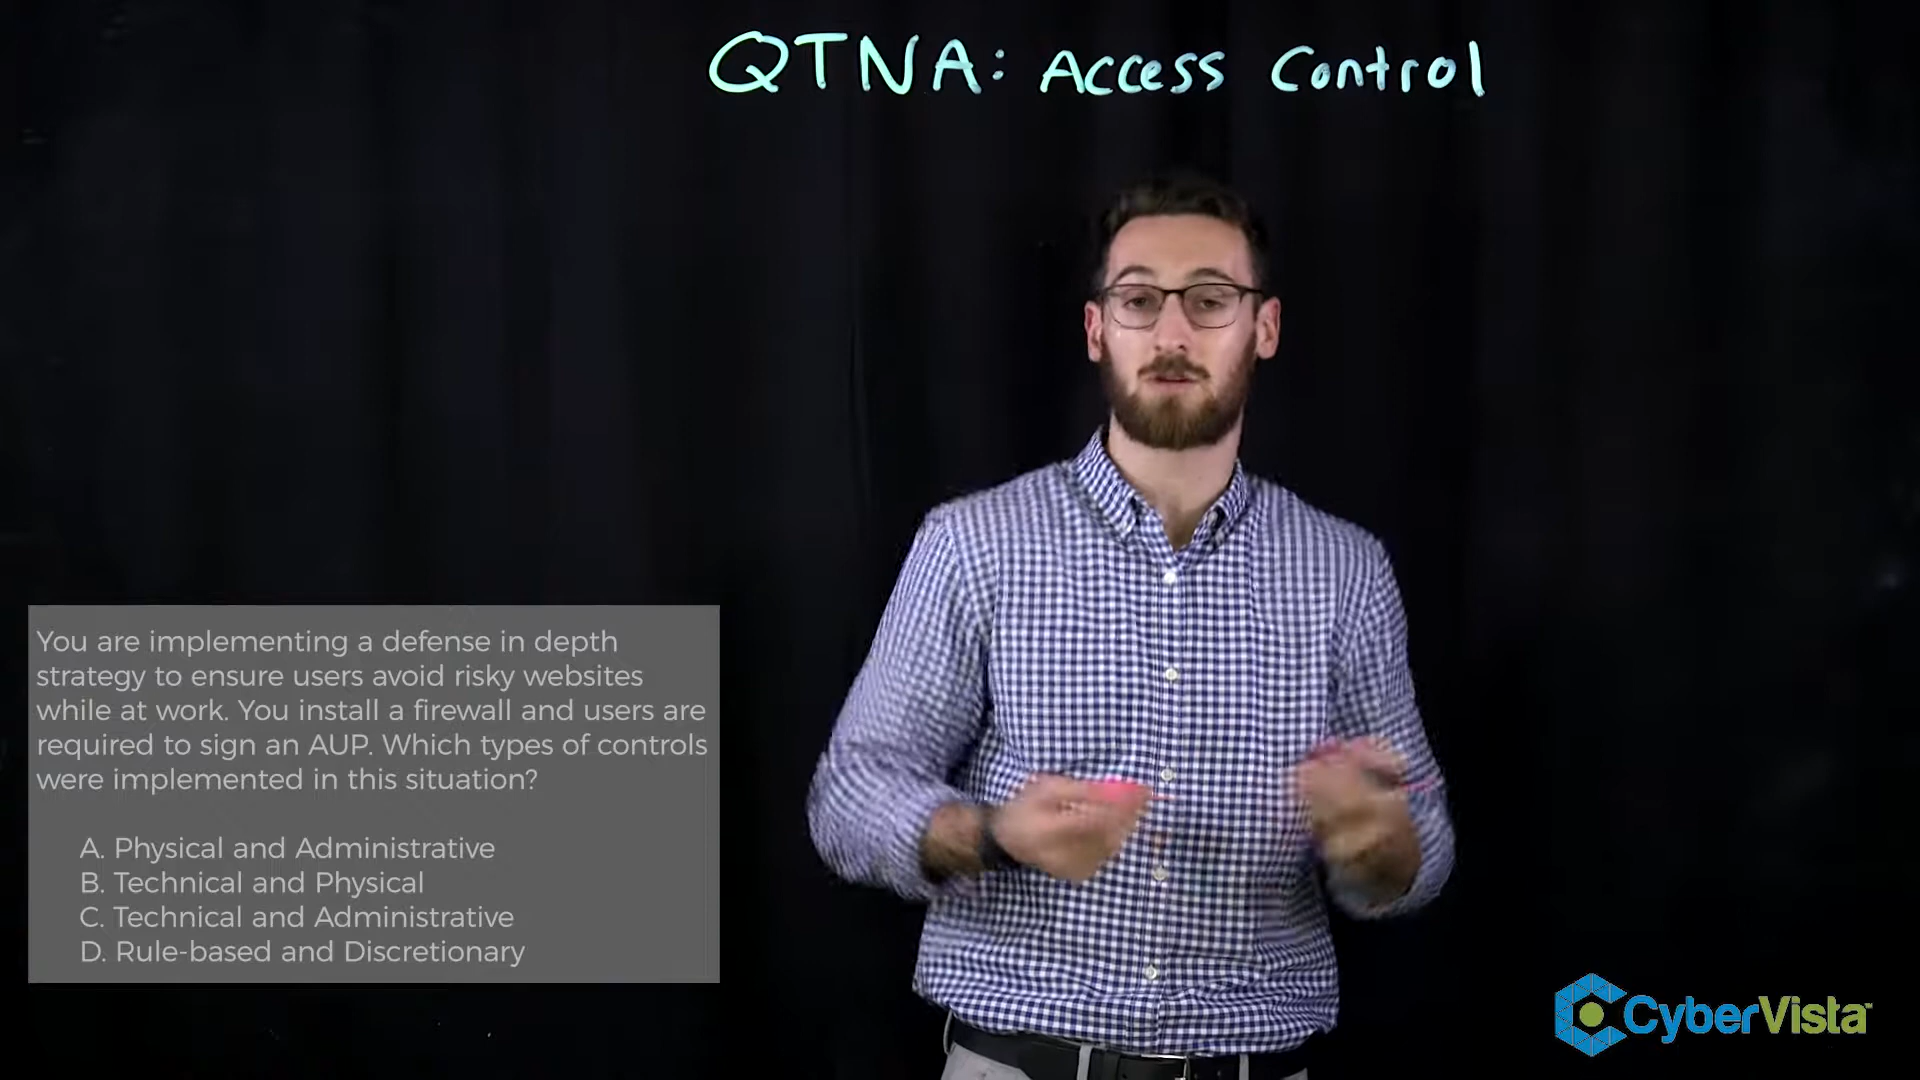 QTNA: Access Control
You are implementing a defense in depth
strategy to ensure users avoid risky websites
while at work. You install a firewall and users are
required to sign an AUP. Which types of controls
were implemented in this situation?
A. Physical and Administrative
B. Technical and Physical
C. Technical and Administrative
D. Rule-based and Discretionary
CyberVista™